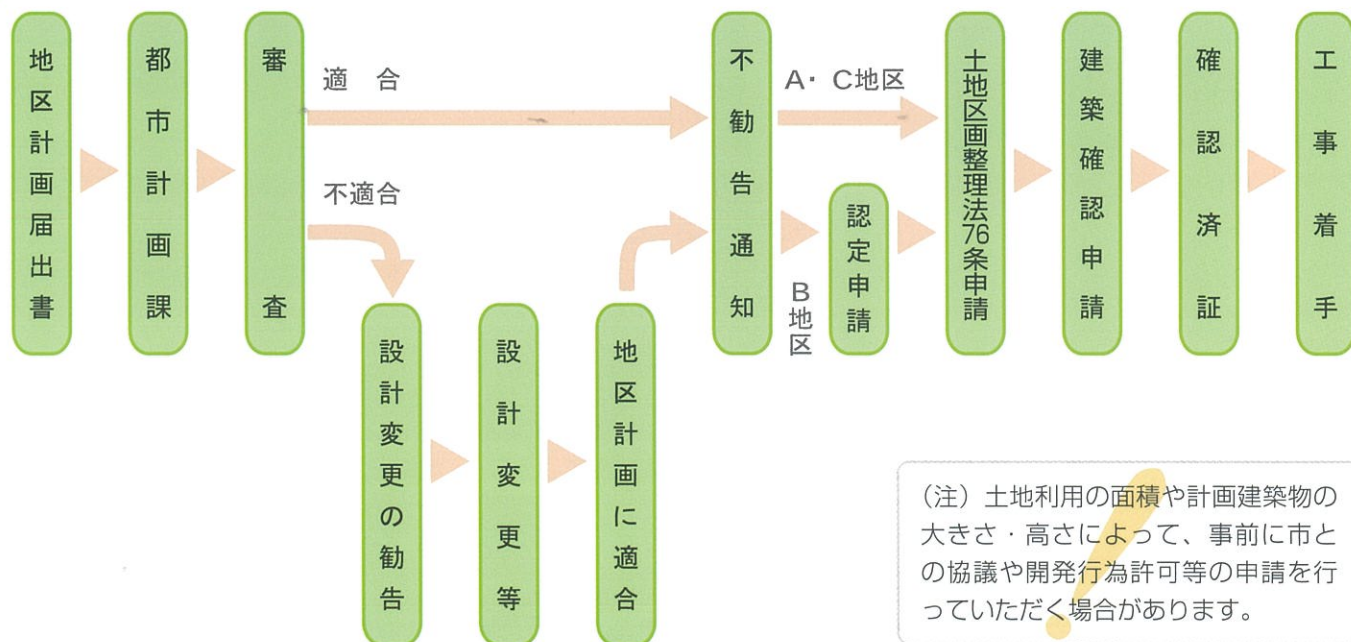 地区計画届出書
都市計画課
審査
適合
不適合
設計変更の勧告
設計変更等
地区計画に適合
不勧告通知
A・C地区
B地区
認定申請
土地区画整理法76条申請
建築確認申請
確認済証
工事着手
(注)土地利用の面積や計画建築物の
大きさ・高さによって、事前に市と
の協議や開発行為許可等の申請を行
っていただく場合があります。